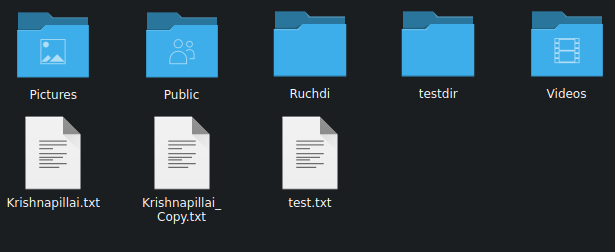 Pictures
Public
Ruchdi
testdir
Videos
Krishnapillai.txt
Krishnapillai_
Copy.txt
test.txt